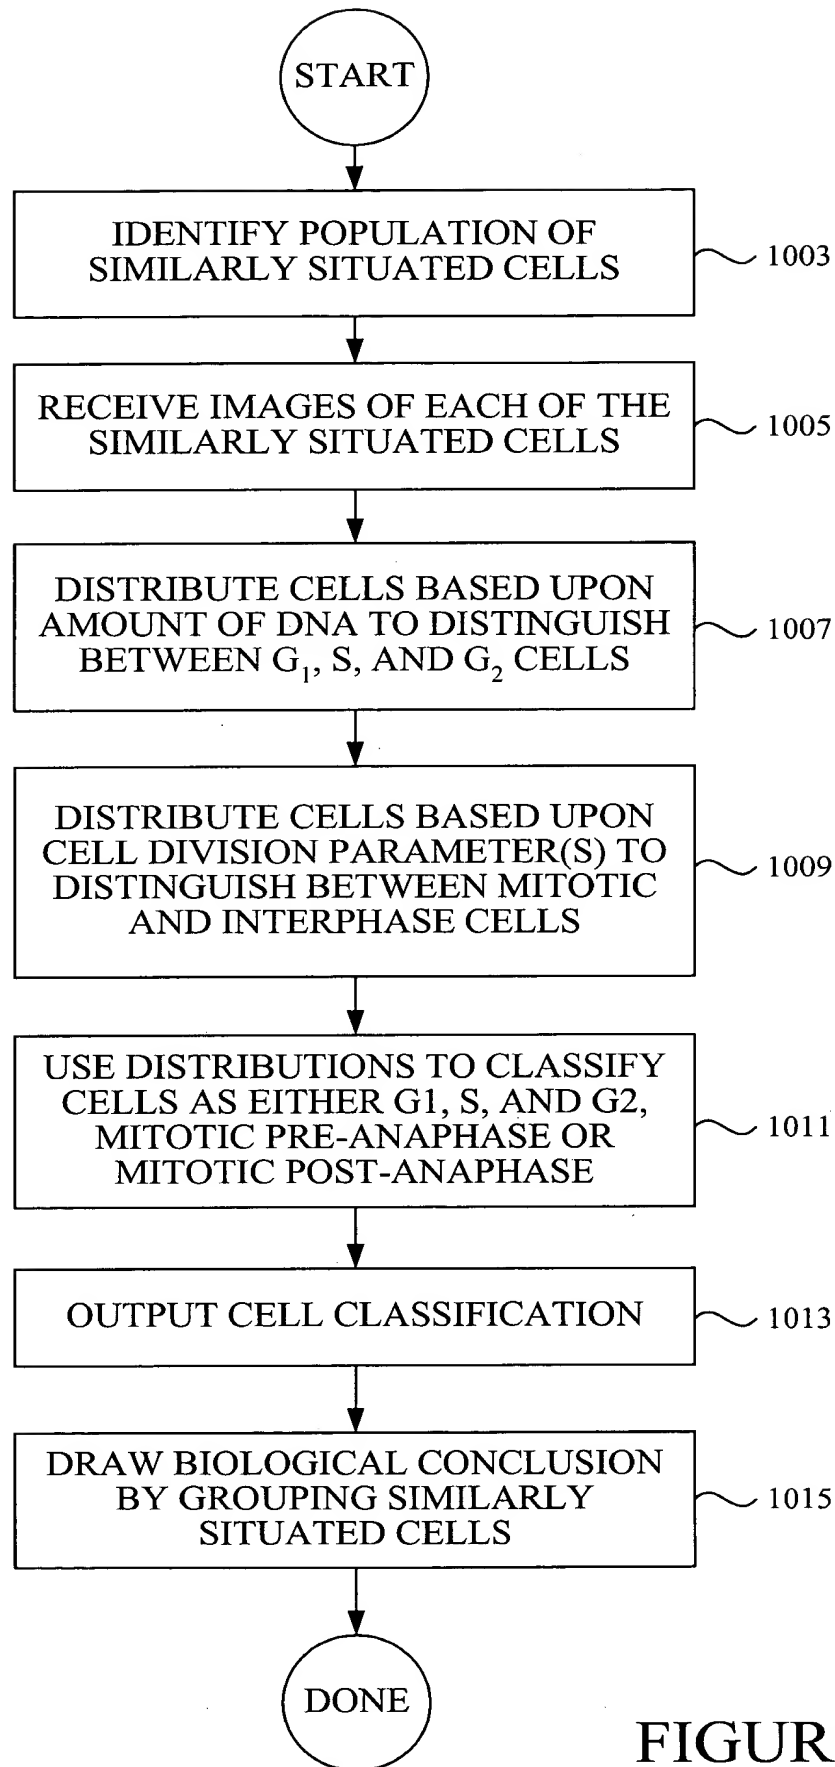 START
IDENTIFY POPULATION OF
SIMILARLY SITUATED CELLS
1003
RECEIVE IMAGES OF EACH OF THE
SIMILARLY SITUATED CELLS
1005
DISTRIBUTE CELLS BASED UPON
AMOUNT OF DNA TO DISTINGUISH
BETWEEN G₁, S, AND G₂ CELLS
1007
DISTRIBUTE CELLS BASED UPON
CELL DIVISION PARAMETER(S) TO
DISTINGUISH BETWEEN MITOTIC
AND INTERPHASE CELLS
1009
USE DISTRIBUTIONS TO CLASSIFY
CELLS AS EITHER G1, S, AND G2,
MITOTIC PRE-ANAPHASE OR
MITOTIC POST-ANAPHASE
1011
OUTPUT CELL CLASSIFICATION
1013
DRAW BIOLOGICAL CONCLUSION
BY GROUPING SIMILARLY
SITUATED CELLS
1015
DONE
FIGUR